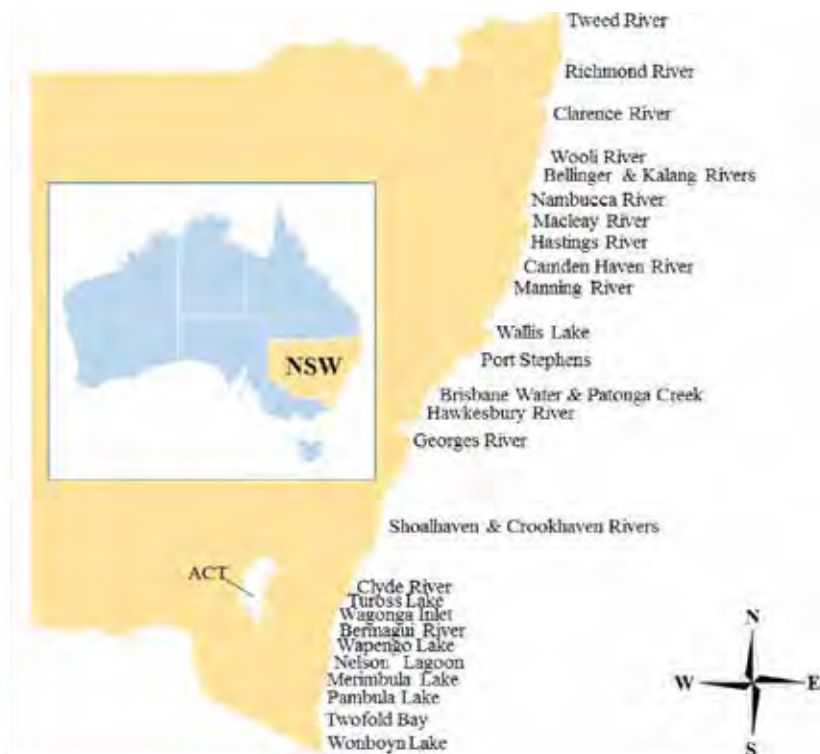 Tweed River
Richmond River
Clarence River
Wooli River
Bellinger & Kalang Rivers
Nambucca River
Macleay River
Hastings River
Camden Haven River
Manning River
Wallis Lake
Port Stephens
NSW
Brisbane Water & Patonga Creek
Hawkesbury River
Georges River
Shoalhaven & Crookhaven Rivers
ACT
Clyde River
Tuross Lake
Wagonga Inlet
Bermagui River
Wapengo Lake
Nelson Lagoon
Merimbula Lake
Pambula Lake
Twofold Bay
Wonboyn Lake
N
W E
S